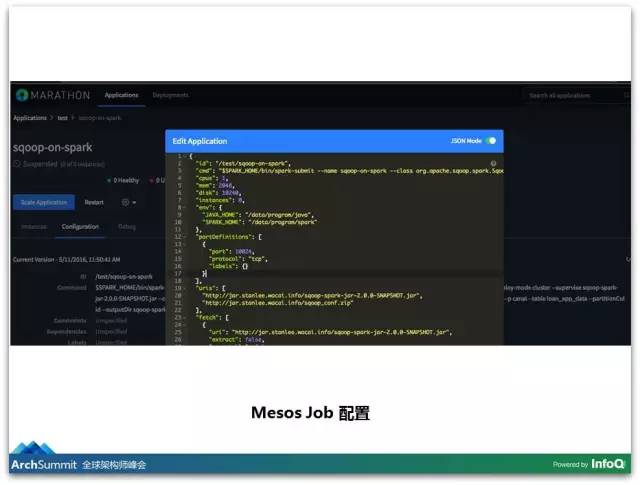 MARATHON Applications Deployments Search all applications
Applications > test > sqoop-on-spark
sqoop-on-spark
Suspended (0 of 0 instances)
0 Healthy
Scale Application Restart
Instances Configuration Debug
Current Version - 5/11/2016, 11:50:41 AM
ID /test/sqoop-on-spark
Command $SPARK_HOME/bin/spark-submit
jar-2.0.0-SNAPSHOT.jar
id --outputDir sqoop-spark
Constraints Unspecified
Dependencies Unspecified
Labels Unspecified
ploy-mode cluster --supervise sqoop-spark-
-p canal --table loan_app_data --partitionCol
Edit Application JSON Mode
1 {
2 "id": "/test/sqoop-on-spark",
3 "cmd": "$SPARK_HOME/bin/spark-submit --name sqoop-on-spark --class org.apache.sqoop.spark.Sqo
4 "cpus": 1,
5 "mem": 2048,
6 "disk": 10240,
7 "instances": 0,
8 "env": {
9 "JAVA_HOME": "/data/program/java",
10 "SPARK_HOME": "/data/program/spark"
11 },
12 "portDefinitions": [
13 {
14 "port": 10024,
15 "protocol": "tcp",
16 "labels": {}
17 }
18 ],
19 "uris": [
20 "http://jar.stanlee.wacai.info/sqoop-spark-jar-2.0.0-SNAPSHOT.jar",
21 "http://jar.stanlee.wacai.info/sqoop_conf.zip"
22 ],
23 "fetch": [
24 {
25 "uri": "http://jar.stanlee.wacai.info/sqoop-spark-jar-2.0.0-SNAPSHOT.jar",
26 "extract": false,
Mesos Job 配置
ArchSummit 全球架构师峰会
Powered by InfoQ